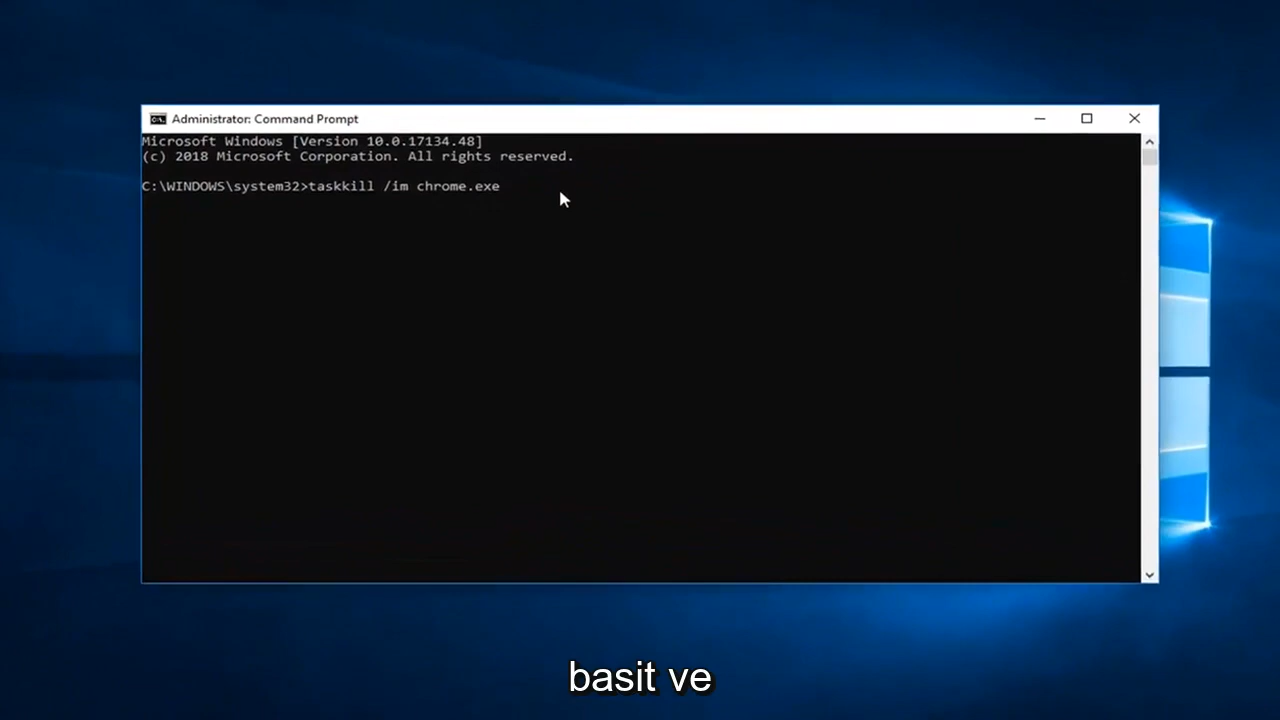 Administrator: Command Prompt
Microsoft Windows [Version 10.0.17134.48]
(c) 2018 Microsoft Corporation. All rights reserved.
C:\WINDOWS\system32>taskkill /im chrome.exe
basit ve